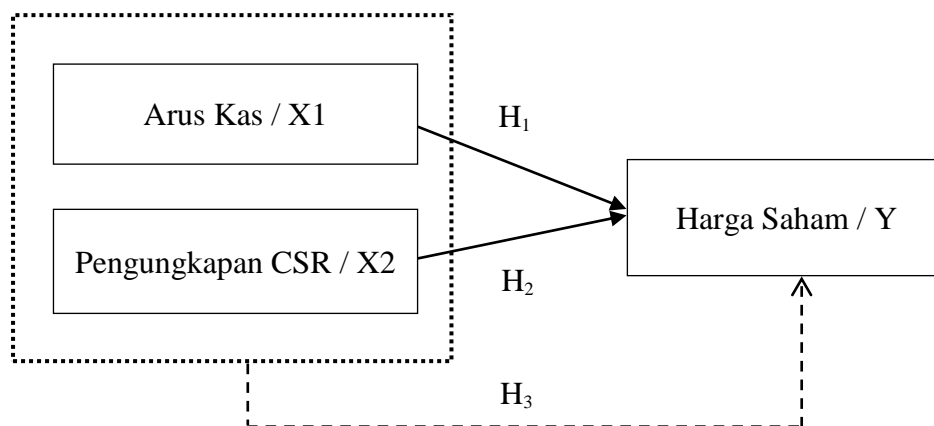 Arus Kas / X1
H₁
Harga Saham / Y
Pengungkapan CSR / X2
H₂
H₃